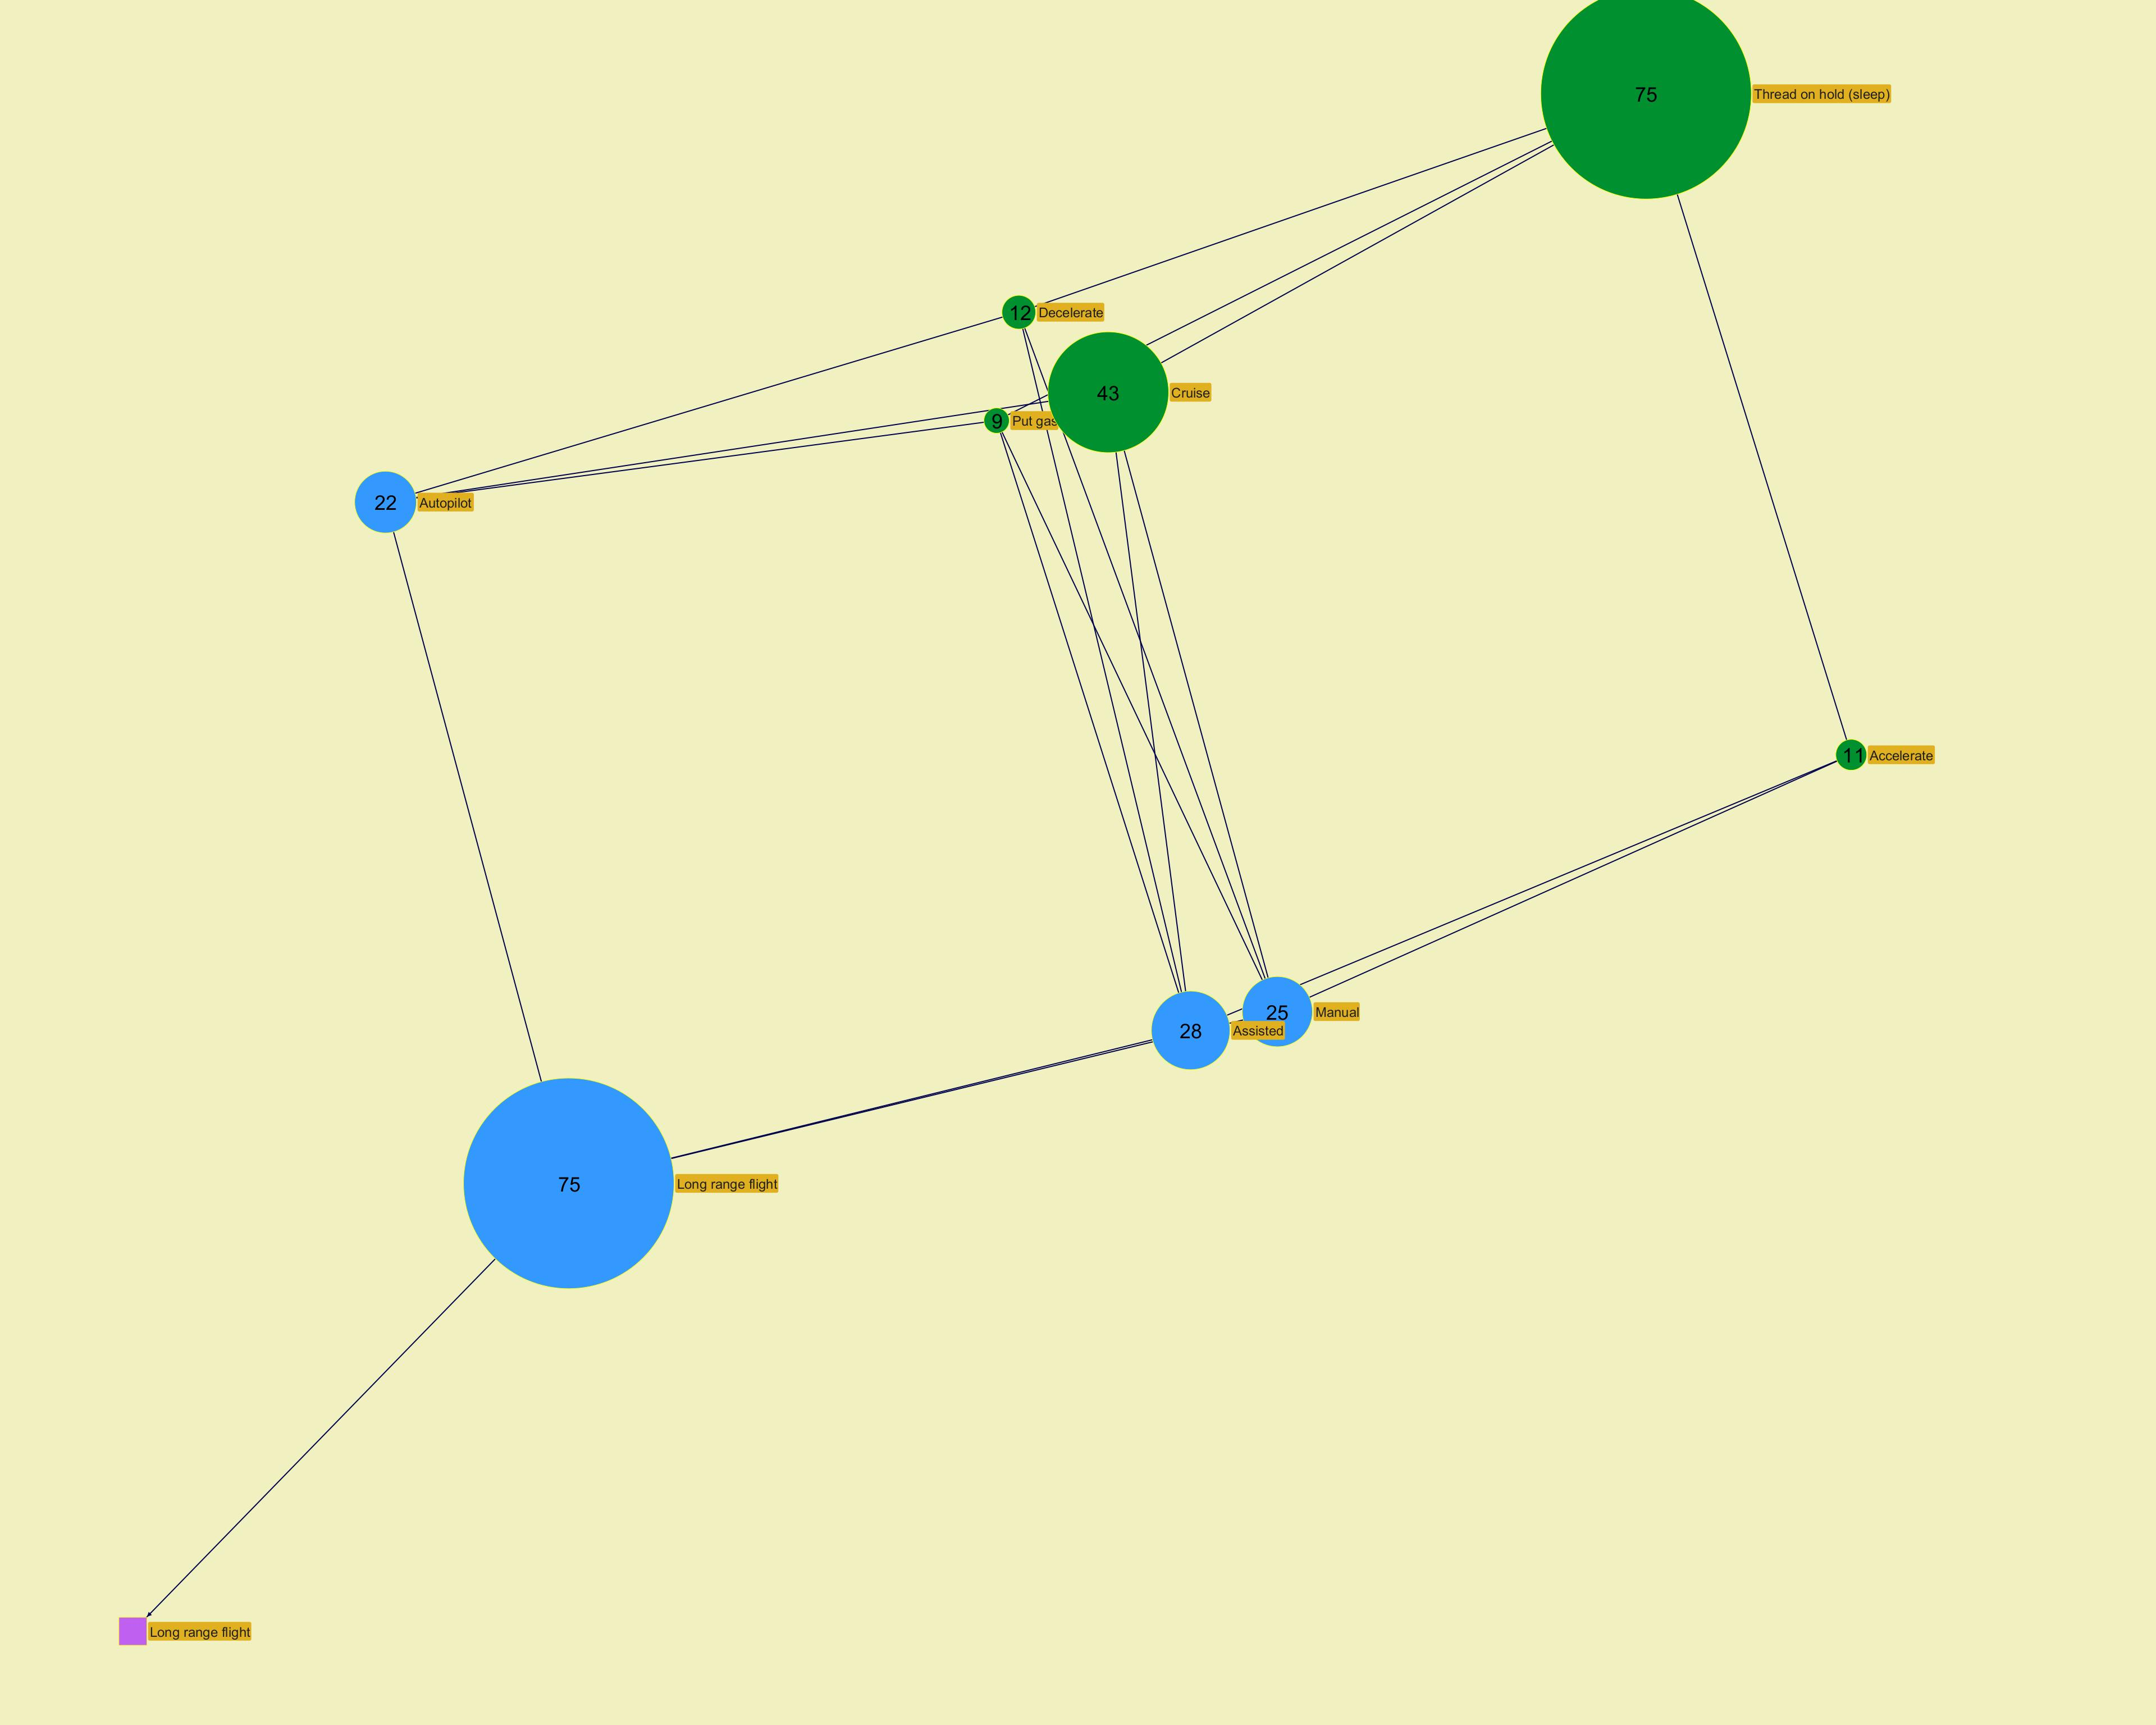 75
Thread on hold (sleep)
12
Decelerate
43
Cruise
9
Put gas
22
Autopilot
11
Accelerate
25
Manual
28
Assisted
75
Long range flight
Long range flight